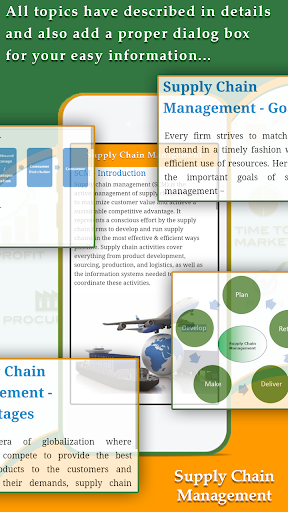 All topics have described in details
and also add a proper dialog box
for your easy information...
Supply Chain
Management - Go
Every firm strives to match
demand in a timely fashion w
efficient use of resources. Her
the important goals of s
management –
Supply Chain Ma
SCM - Introduction
Supply chain management (S
active management of supply
to maximize customer value and achieve a
sustainable competitive advantage. It
represents a conscious effort by the supply
chain firms to develop and run supply
chains in the most effective & efficient ways
possible. Supply chain activities cover
everything from product development,
sourcing, production, and logistics, as well as
the information systems needed to
coordinate these activities.
TIME TO
MARKET
PROCU
Plan
Develop
Ret
Supply Chain
Management
Make
Deliver
y Chain
ement -
tages
era of globalization where
compete to provide the best
oducts to the customers and
their demands, supply chain
Supply Chain
Management